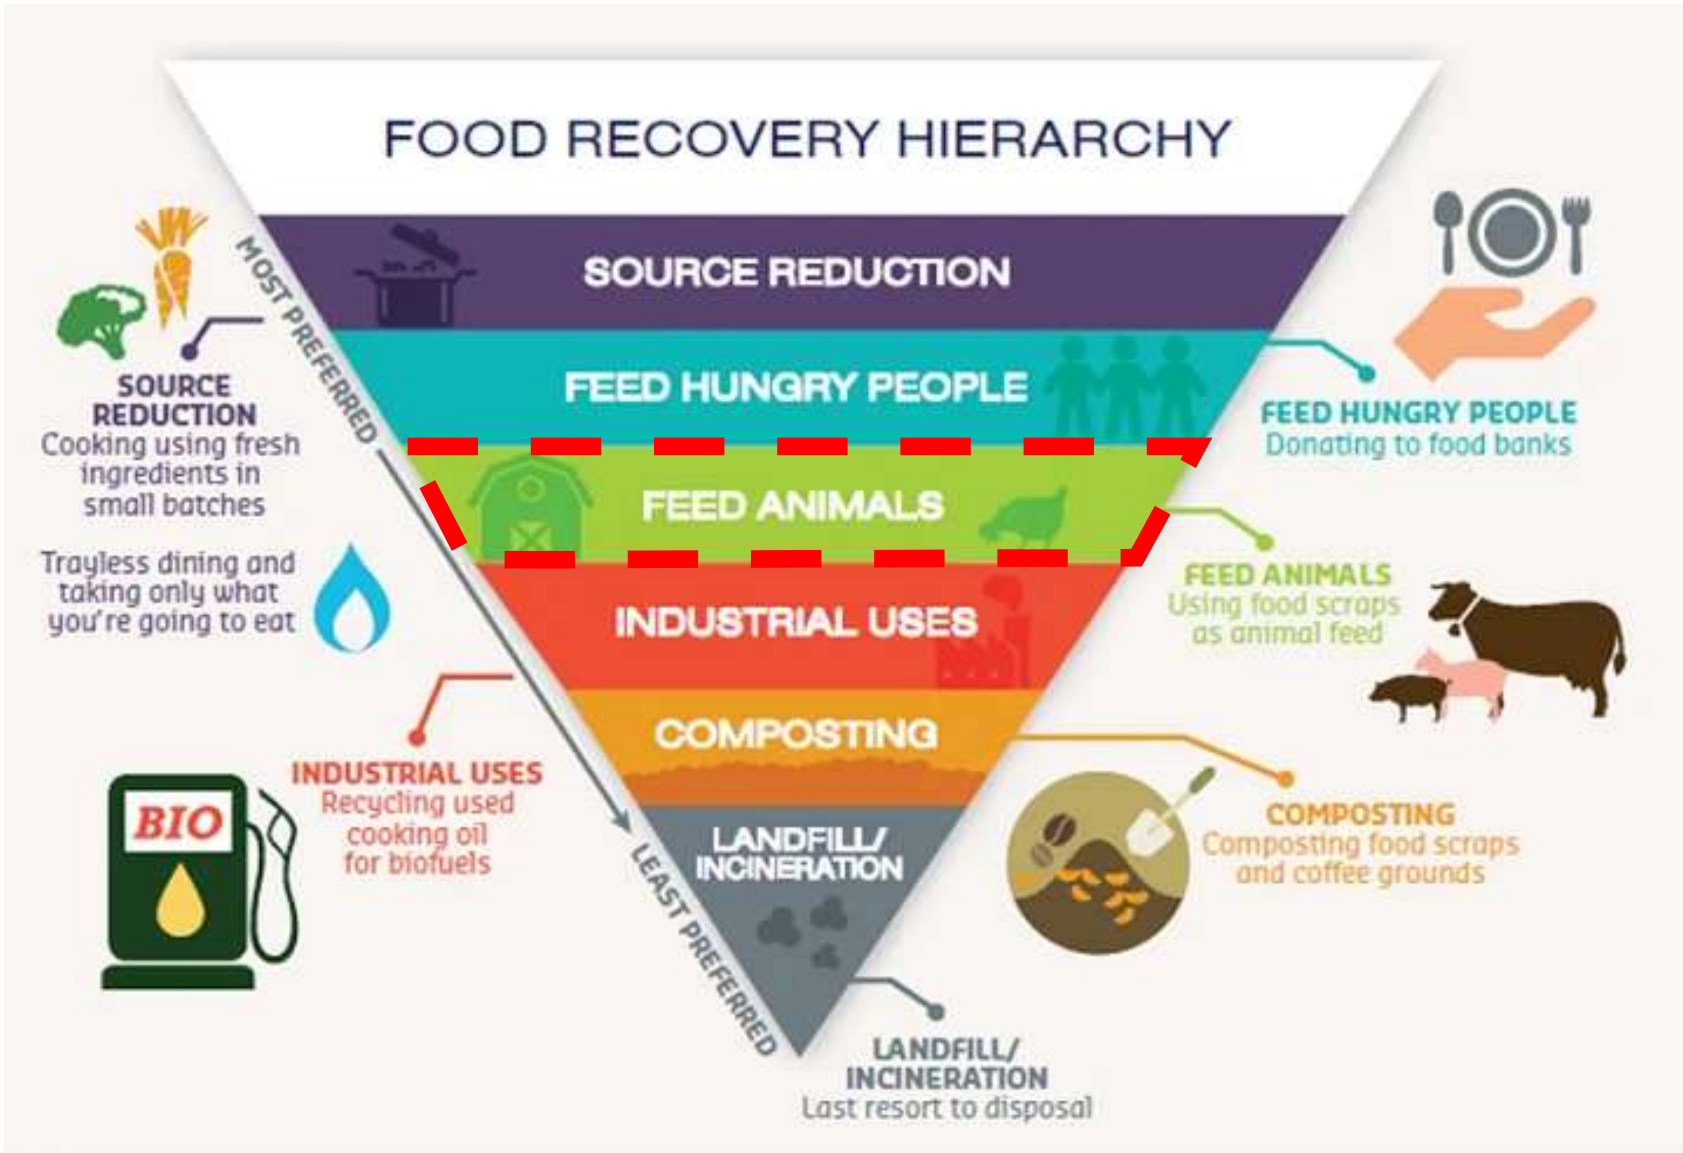 FOOD RECOVERY HIERARCHY
SOURCE REDUCTION
FEED HUNGRY PEOPLE
FEED ANIMALS
INDUSTRIAL USES
COMPOSTING
LANDFILL/
INCINERATION
MOST PREFERRED
LEAST PREFERRED
SOURCE
REDUCTION
Cooking using fresh
ingredients in
small batches
Trayless dining and
taking only what
you're going to eat
FEED HUNGRY PEOPLE
Donating to food banks
FEED ANIMALS
Using food scraps
as animal feed
INDUSTRIAL USES
Recycling used
cooking oil
for biofuels
BIO
COMPOSTING
Composting food scraps
and coffee grounds
LANDFILL/
INCINERATION
Last resort to disposal